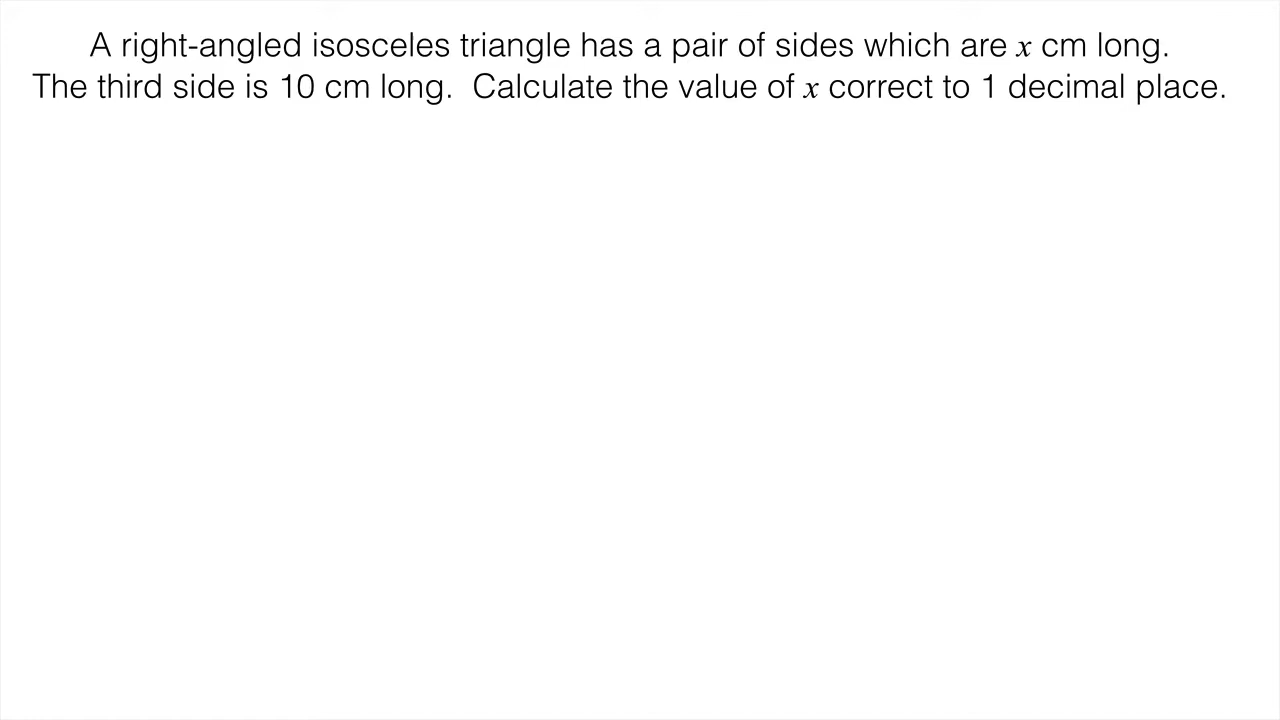 A right-angled isosceles triangle has a pair of sides which are x cm long.
The third side is 10 cm long. Calculate the value of x correct to 1 decimal place.